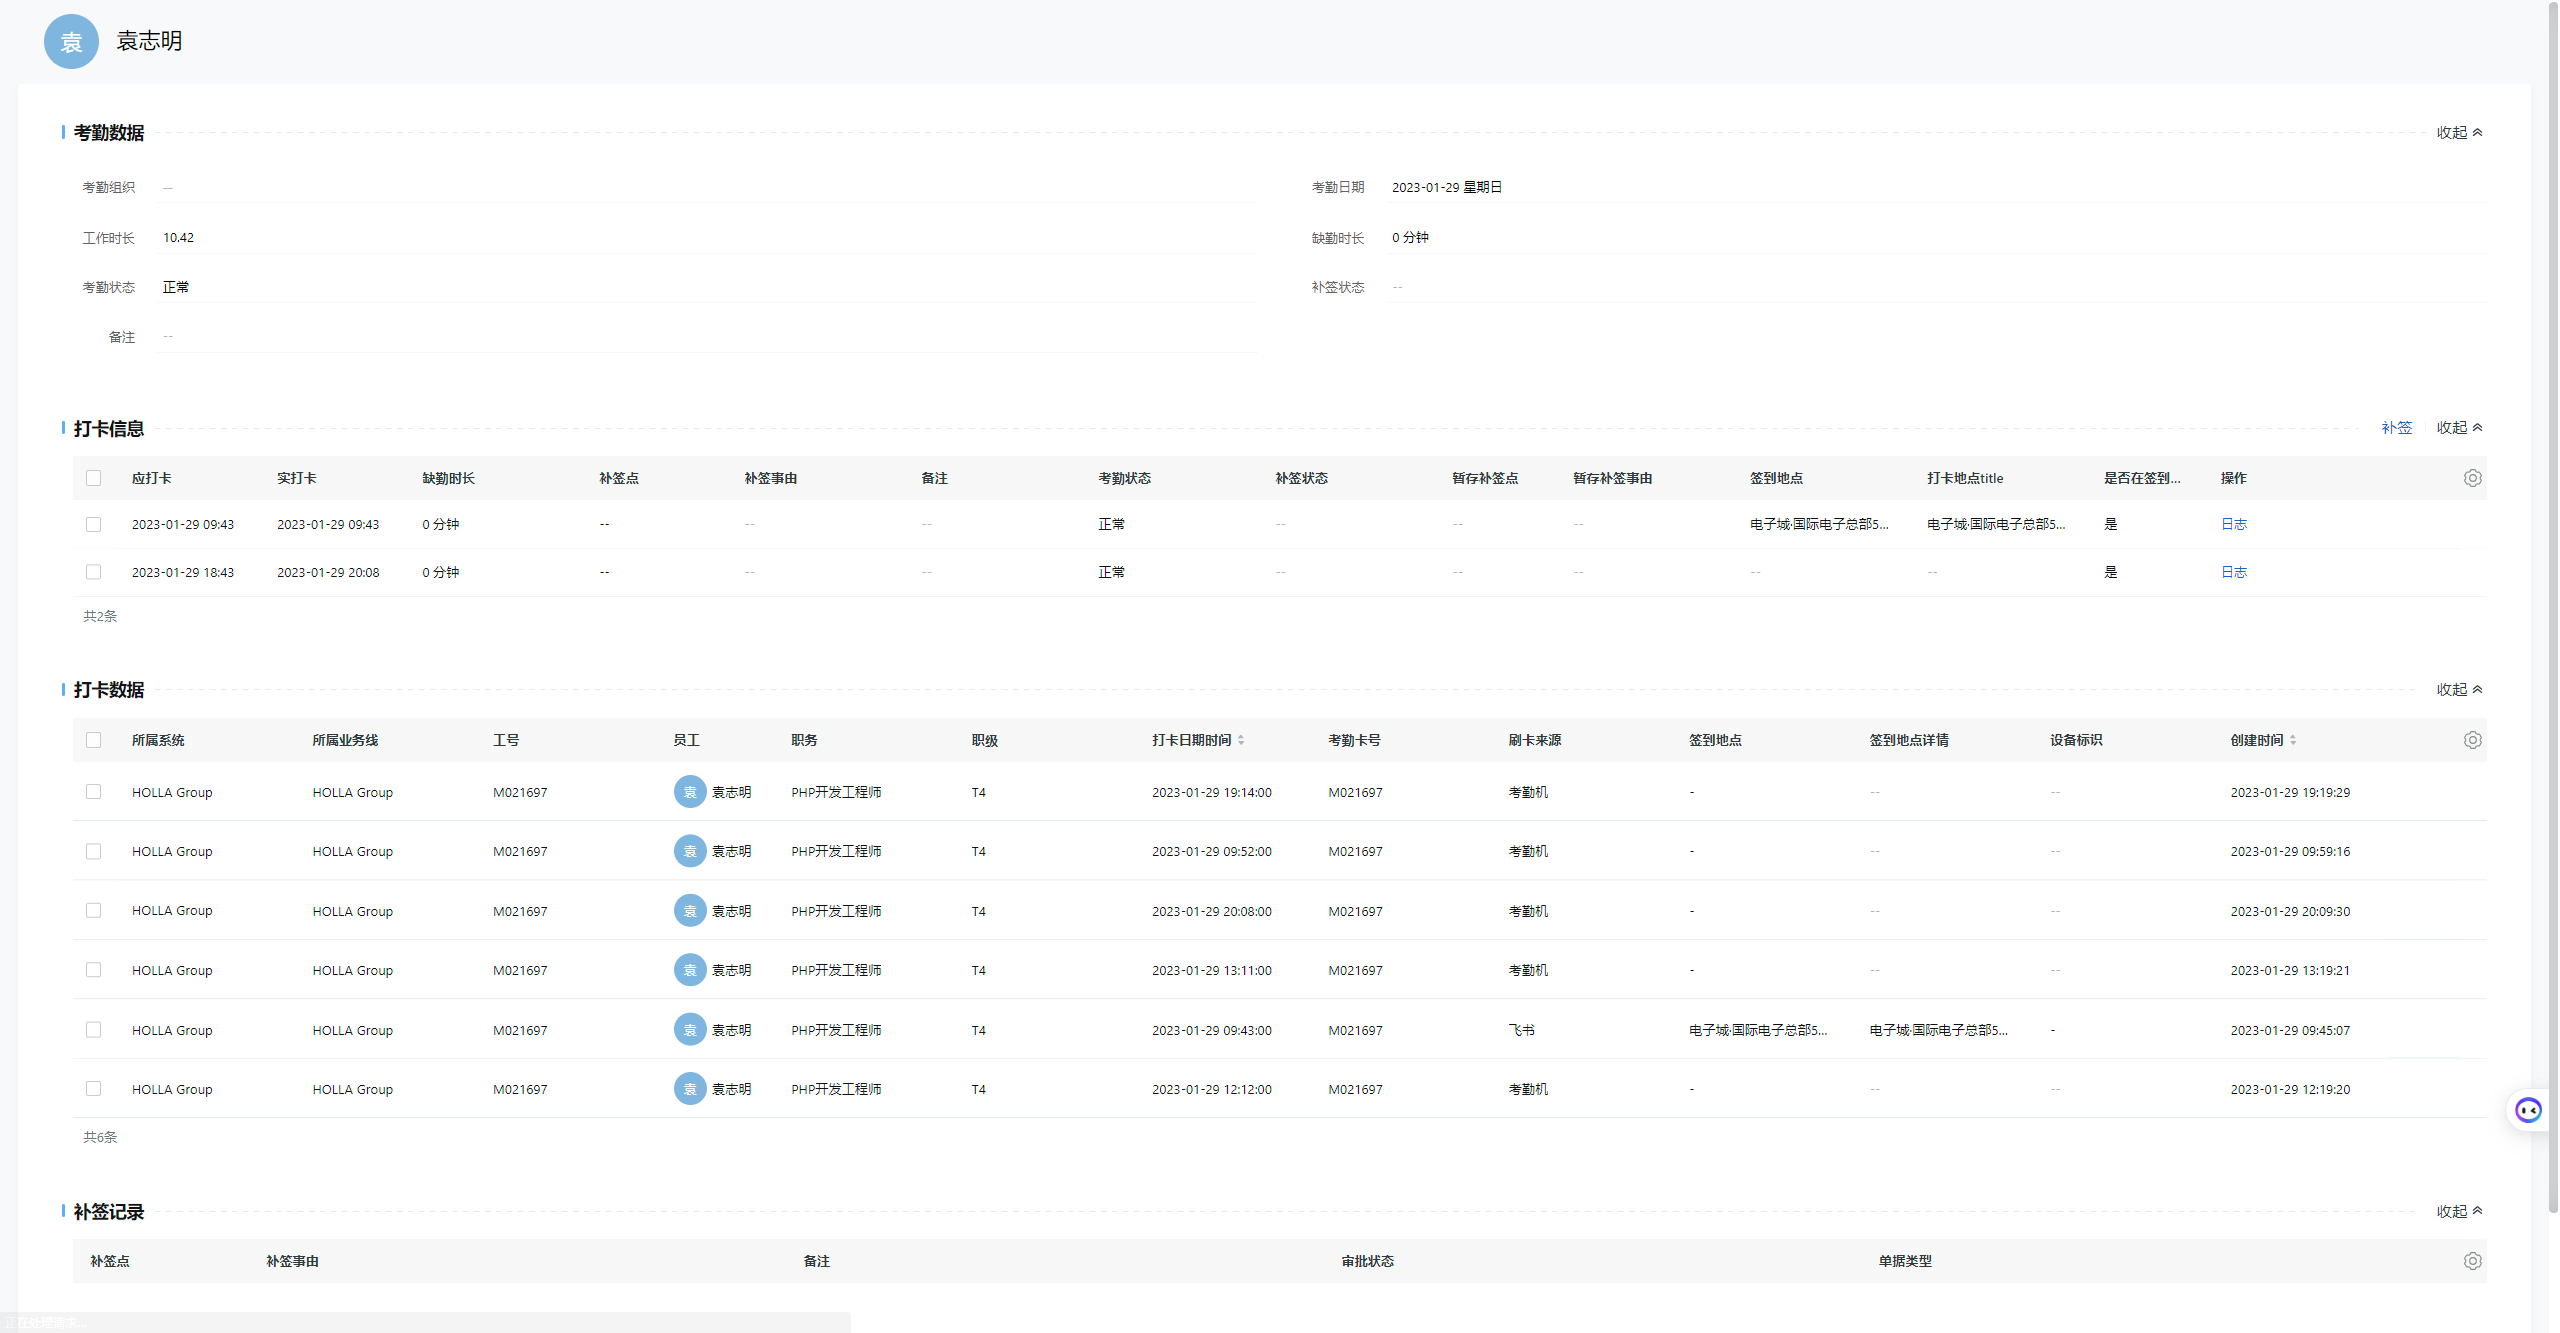 袁 袁志明
考勤数据 收起
考勤组织 -- 考勤日期 2023-01-29 星期日
工作时长 10.42 缺勤时长 0 分钟
考勤状态 正常 补签状态 --
备注 --
打卡信息 补签 收起
应打卡 实打卡 缺勤时长 补签点 补签事由 备注 考勤状态 补签状态 暂存补签点 暂存补签事由 签到地点 打卡地点title 是否在签到... 操作
2023-01-29 09:43 2023-01-29 09:43 0 分钟 -- -- -- 正常 -- -- -- 电子城·国际电子总部5... 电子城·国际电子总部5... 是 日志
2023-01-29 18:43 2023-01-29 20:08 0 分钟 -- -- -- 正常 -- -- -- -- -- 是 日志
共2条
打卡数据 收起
所属系统 所属业务线 工号 员工 职务 职级 打卡日期时间 考勤卡号 刷卡来源 签到地点 签到地点详情 设备标识 创建时间
HOLLA Group HOLLA Group M021697 袁 袁志明 PHP开发工程师 T4 2023-01-29 19:14:00 M021697 考勤机 - -- -- 2023-01-29 19:19:29
HOLLA Group HOLLA Group M021697 袁 袁志明 PHP开发工程师 T4 2023-01-29 09:52:00 M021697 考勤机 - -- -- 2023-01-29 09:59:16
HOLLA Group HOLLA Group M021697 袁 袁志明 PHP开发工程师 T4 2023-01-29 20:08:00 M021697 考勤机 - -- -- 2023-01-29 20:09:30
HOLLA Group HOLLA Group M021697 袁 袁志明 PHP开发工程师 T4 2023-01-29 13:11:00 M021697 考勤机 - -- -- 2023-01-29 13:19:21
HOLLA Group HOLLA Group M021697 袁 袁志明 PHP开发工程师 T4 2023-01-29 09:43:00 M021697 飞书 电子城·国际电子总部5... 电子城·国际电子总部5... - 2023-01-29 09:45:07
HOLLA Group HOLLA Group M021697 袁 袁志明 PHP开发工程师 T4 2023-01-29 12:12:00 M021697 考勤机 - -- -- 2023-01-29 12:19:20
共6条
补签记录 收起
补签点 补签事由 备注 审批状态 单据类型
正在处理请求...